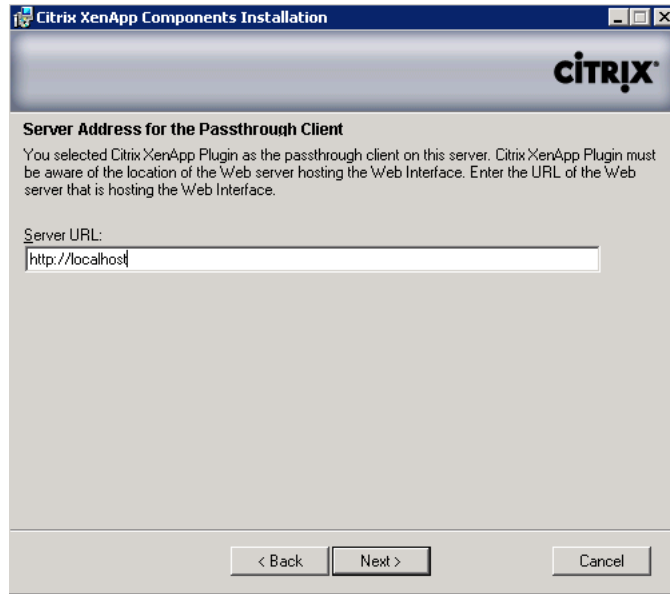 Citrix XenApp Components Installation
CİTRIX
Server Address for the Passthrough Client
You selected Citrix XenApp Plugin as the passthrough client on this server. Citrix XenApp Plugin must
be aware of the location of the Web server hosting the Web Interface. Enter the URL of the Web
server that is hosting the Web Interface.
Server URL:
http://localhost
< Back Next > Cancel